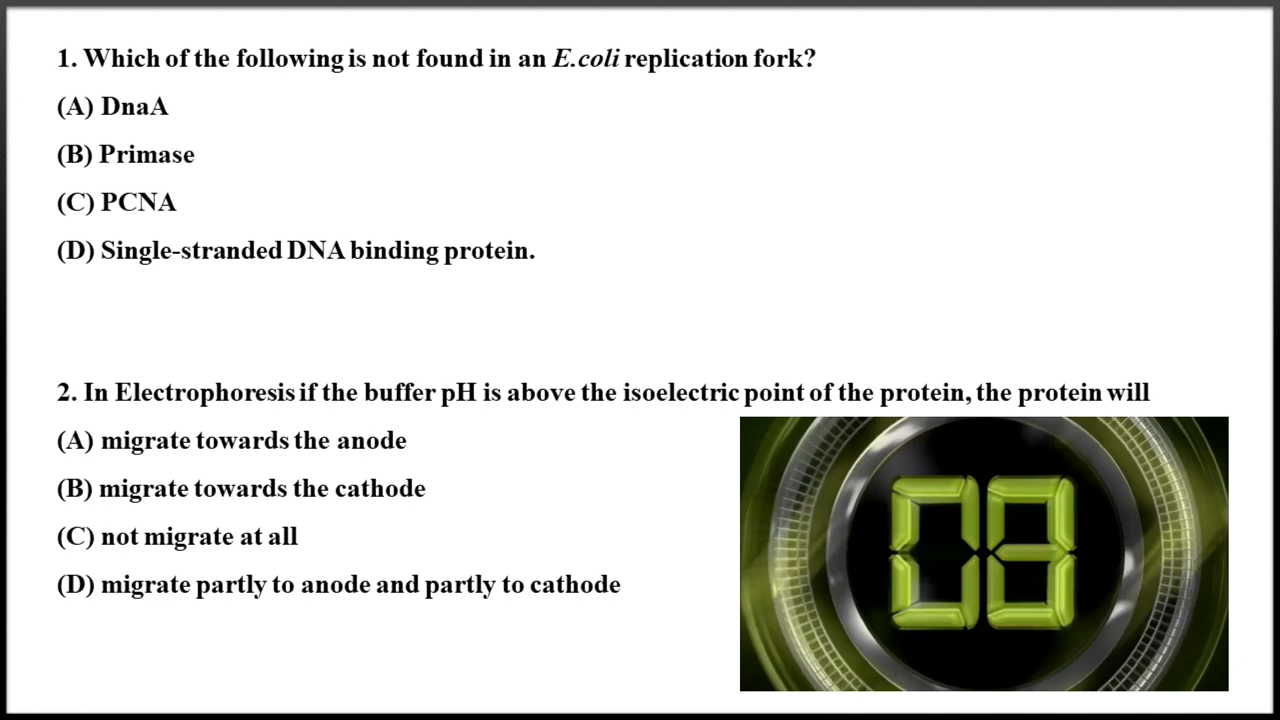 1. Which of the following is not found in an E.coli replication fork?
(A) DnaA
(B) Primase
(C) PCNA
(D) Single-stranded DNA binding protein.
2. In Electrophoresis if the buffer pH is above the isoelectric point of the protein, the protein will
(A) migrate towards the anode
(B) migrate towards the cathode
(C) not migrate at all
(D) migrate partly to anode and partly to cathode
08